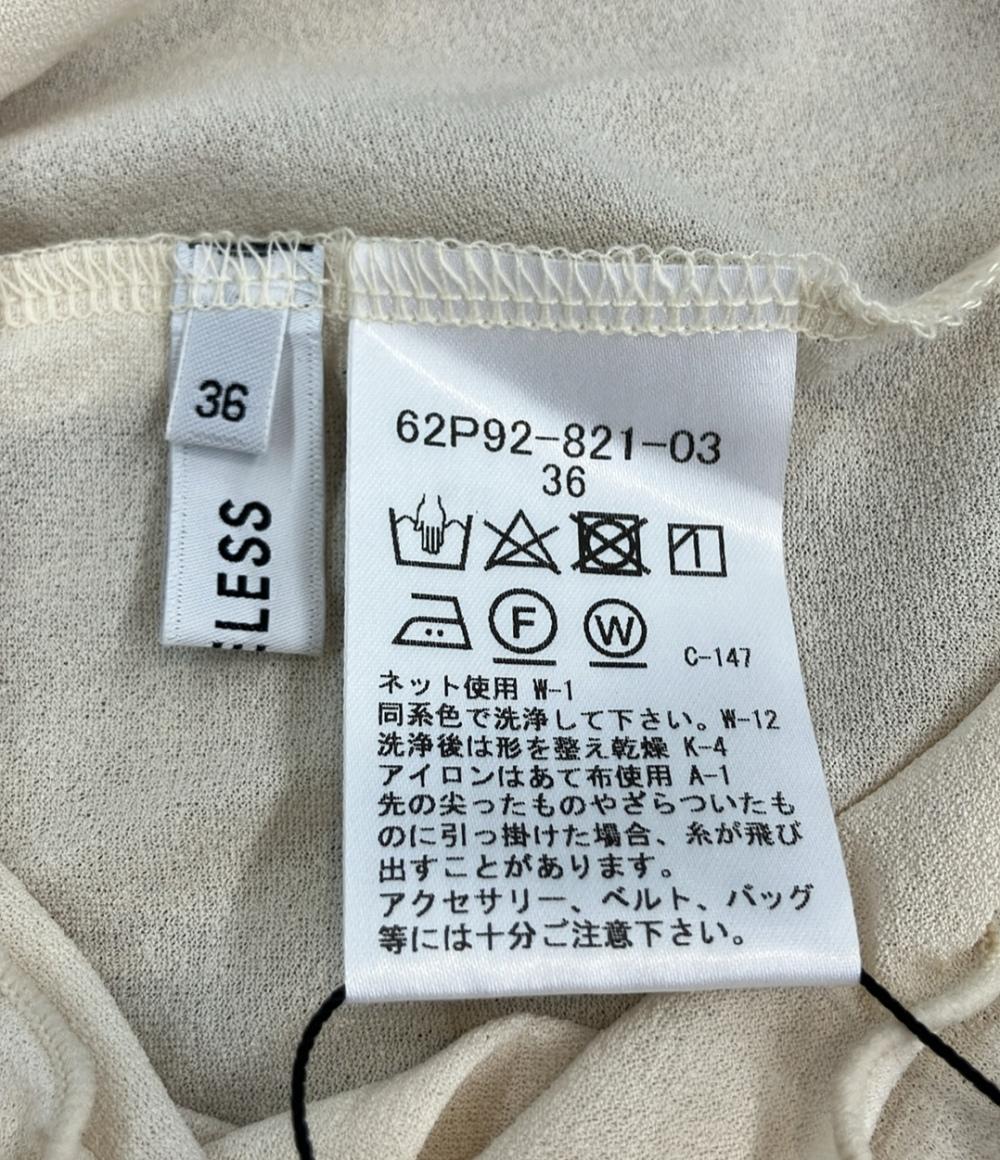 36
LESS
62P92-821-03
36
F
W
C-147
ネット使用 W-1
同系色で洗浄して下さい。W-12
洗浄後は形を整え乾燥 K-4
アイロンはあて布使用 A-1
先の尖ったものやざらついたも
のに引っ掛けた場合、糸が飛び
出すことがあります。
アクセサリー、ベルト、バッグ
等には十分ご注意下さい。